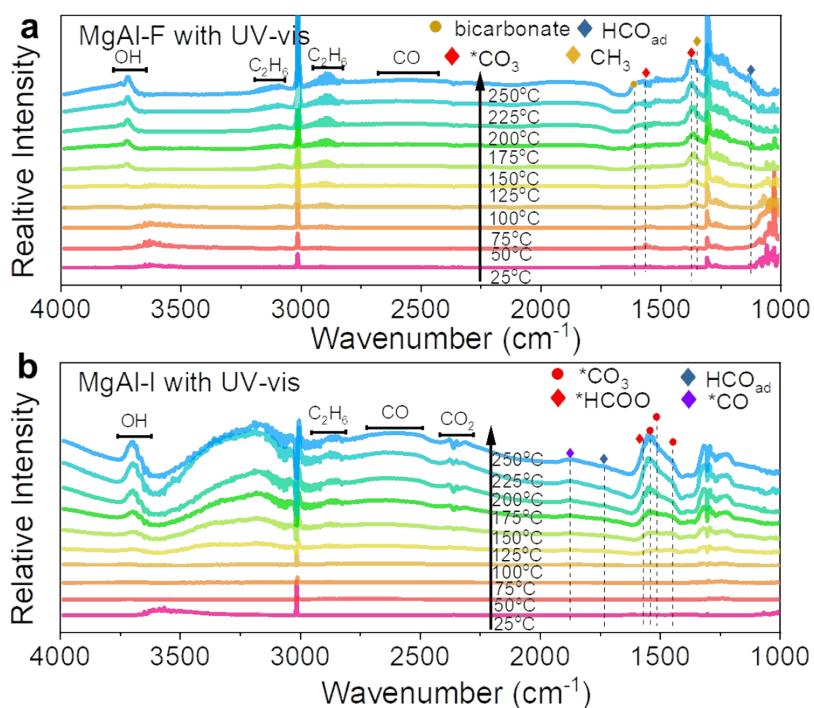 a
MgAl-F with UV-vis
bicarbonate
HCOad
*CO3
CH3
OH
C2H6
C2H6
CO
250°C
225°C
200°C
175°C
150°C
125°C
100°C
75°C
50°C
25°C
Realtive Intensity
4000 3500 3000 2500 2000 1500 1000
Wavenumber (cm-1)
b
MgAl-I with UV-vis
*CO3
HCOad
*HCOO
*CO
OH
C2H6
CO
CO2
250°C
225°C
200°C
175°C
150°C
125°C
100°C
75°C
50°C
25°C
Relative Intensity
4000 3500 3000 2500 2000 1500 1000
Wavenumber (cm-1)